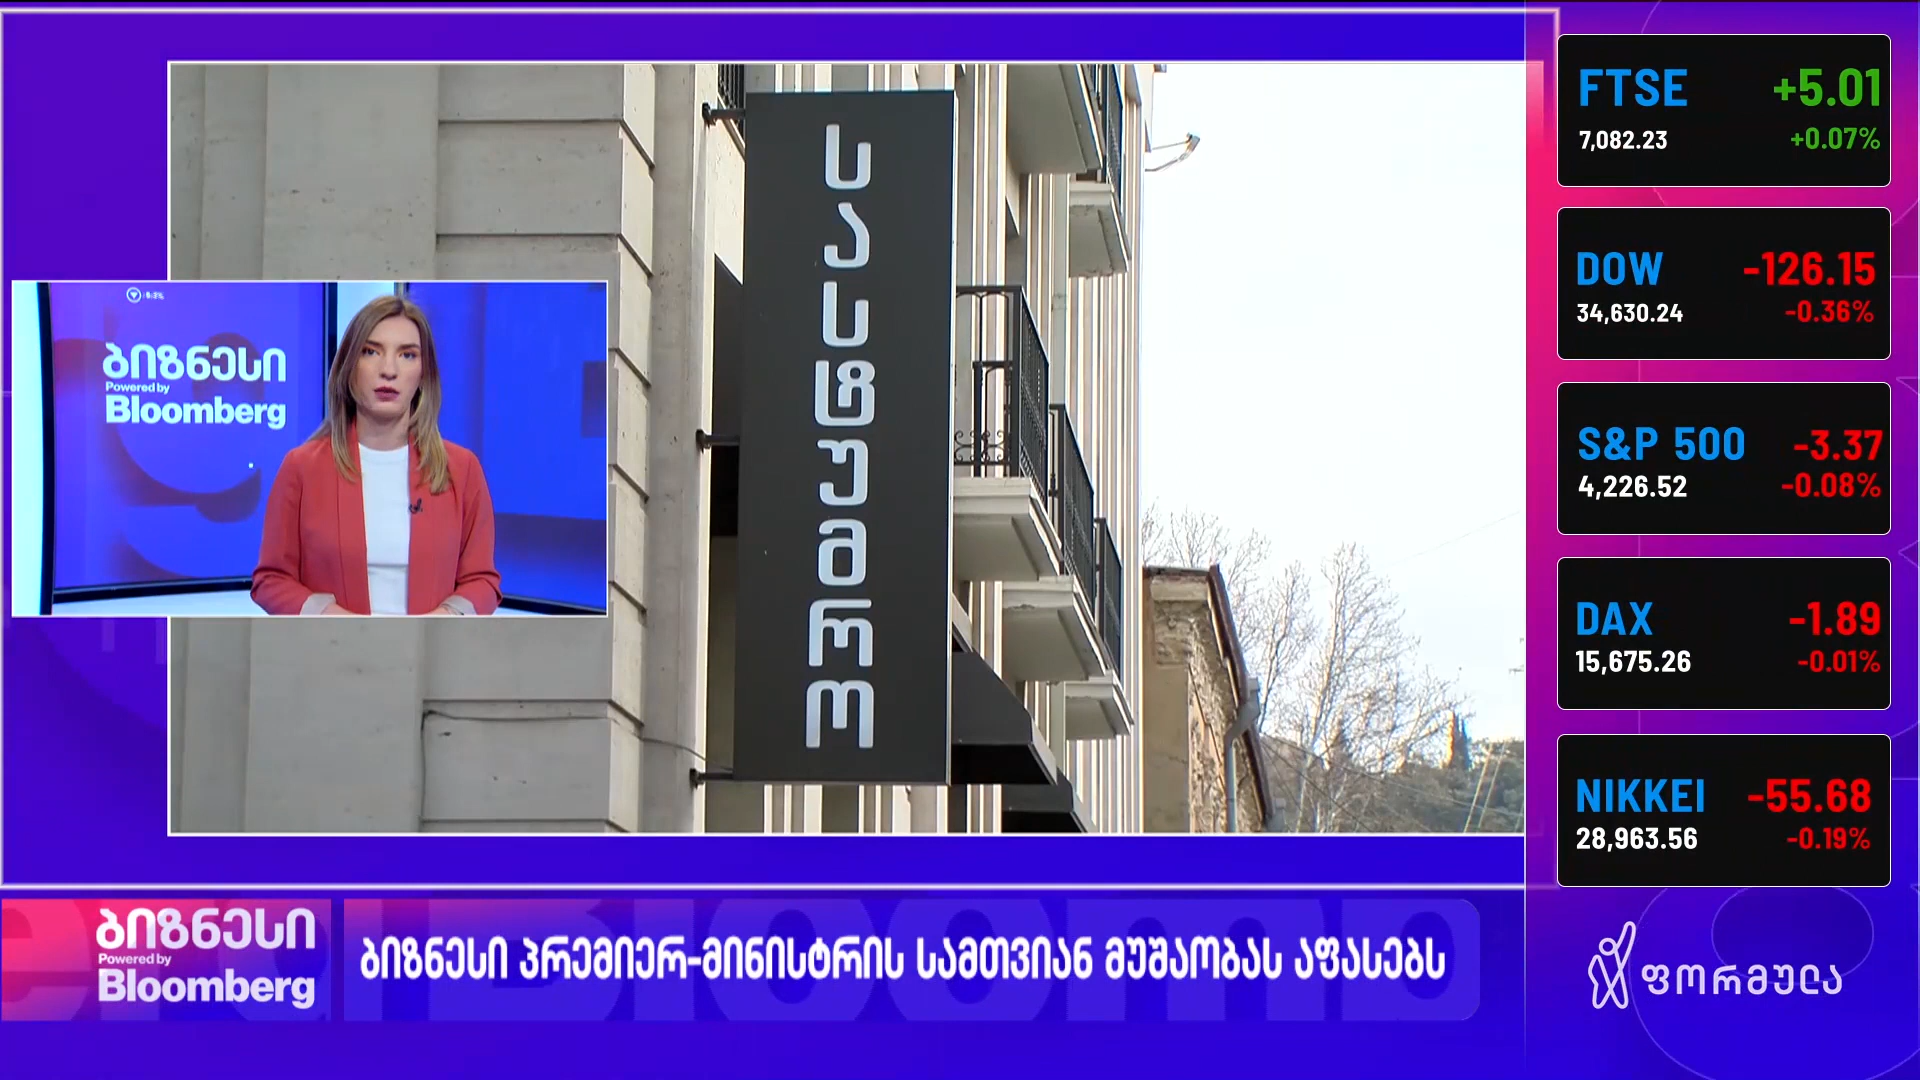 სასტუმრო
ბიზნესი
Powered by
Bloomberg
FTSE +5.01
7,082.23 +0.07%
DOW -126.15
34,630.24 -0.36%
S&P 500 -3.37
4,226.52 -0.08%
DAX -1.89
15,675.26 -0.01%
NIKKEI -55.68
28,963.56 -0.19%
ბიზნესი
Powered by
Bloomberg
ბიზნესი პრემიერ-მინისტრის სამთვიან მუშაობას აფასებს
ფორმულა